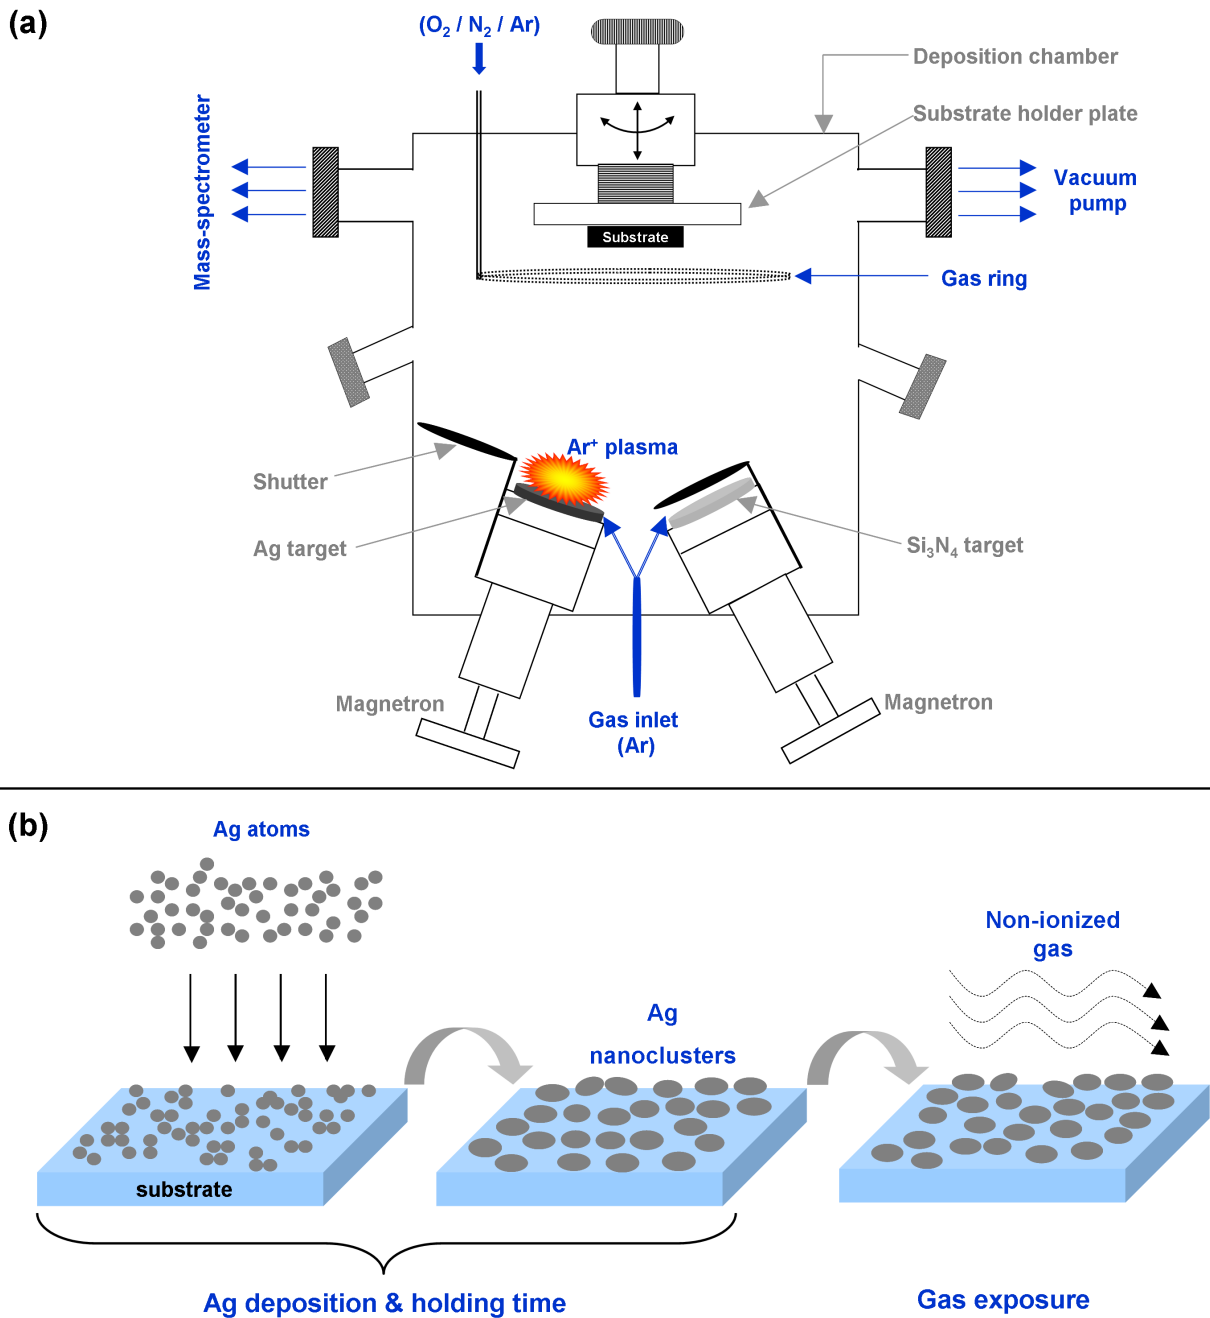 (a)
(O₂ / N₂ / Ar)
Deposition chamber
Substrate holder plate
Mass-spectrometer
Vacuum
pump
Substrate
Gas ring
Ar⁺ plasma
Shutter
Ag target
Si₃N₄ target
Magnetron
Magnetron
Gas inlet
(Ar)
(b)
Ag atoms
Non-ionized
gas
Ag
nanoclusters
substrate
Ag deposition & holding time
Gas exposure